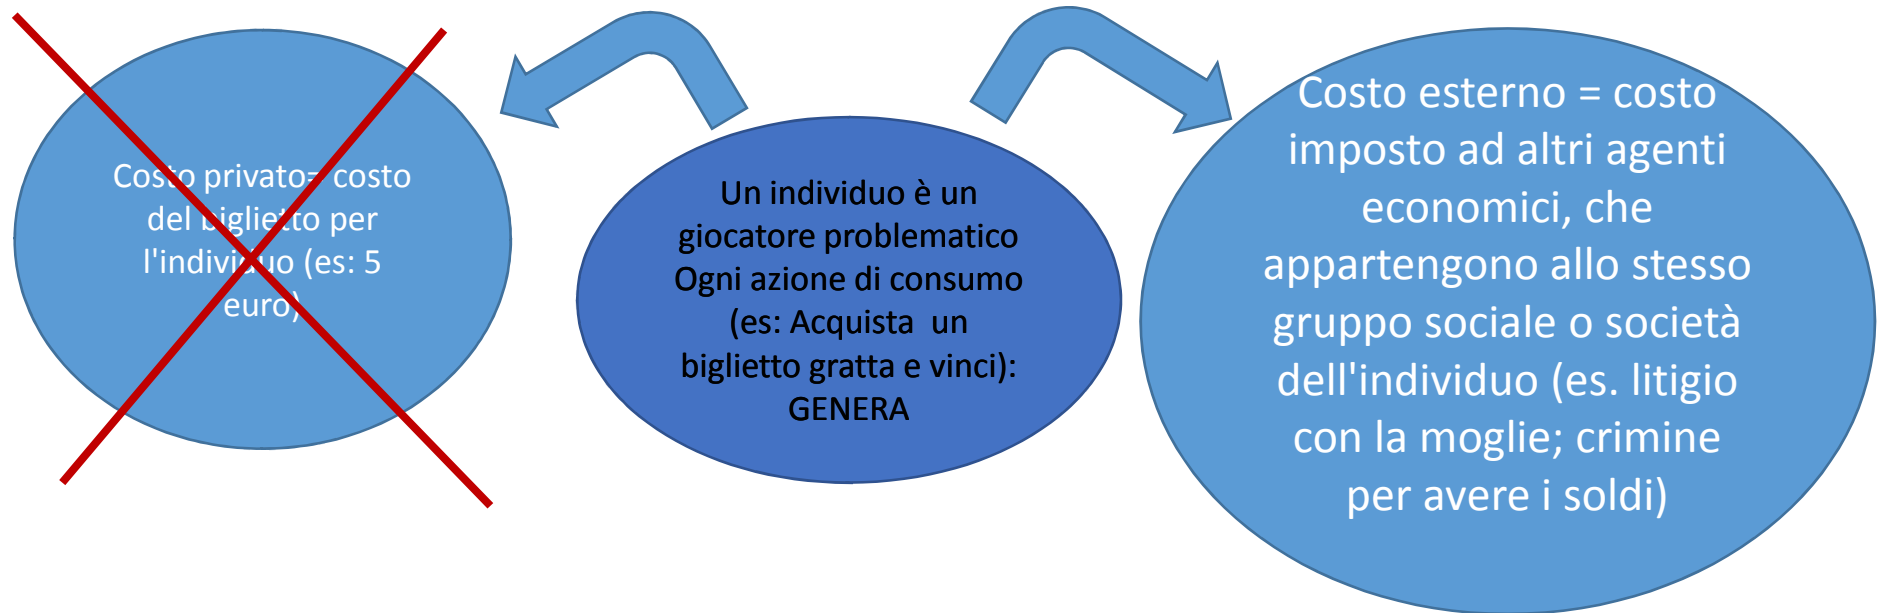 Costo privato= costo
del biglietto per
l'individuo (es: 5
euro)
Un individuo è un
giocatore problematico
Ogni azione di consumo
(es: Acquista  un
biglietto gratta e vinci):
GENERA
Costo esterno = costo
imposto ad altri agenti
economici, che
appartengono allo stesso
gruppo sociale o società
dell'individuo (es. litigio
con la moglie; crimine
per avere i soldi)